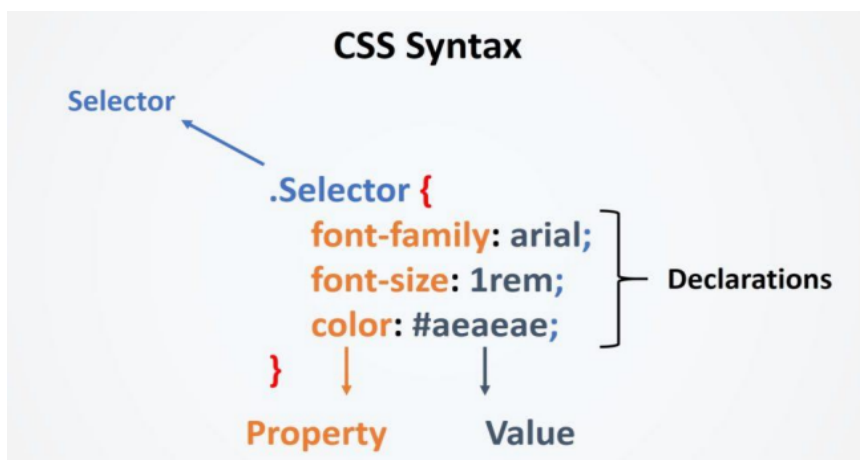 CSS Syntax
Selector
.Selector {
font-family: arial;
font-size: 1rem;
color: #aeaeae;
}
Declarations
Property
Value